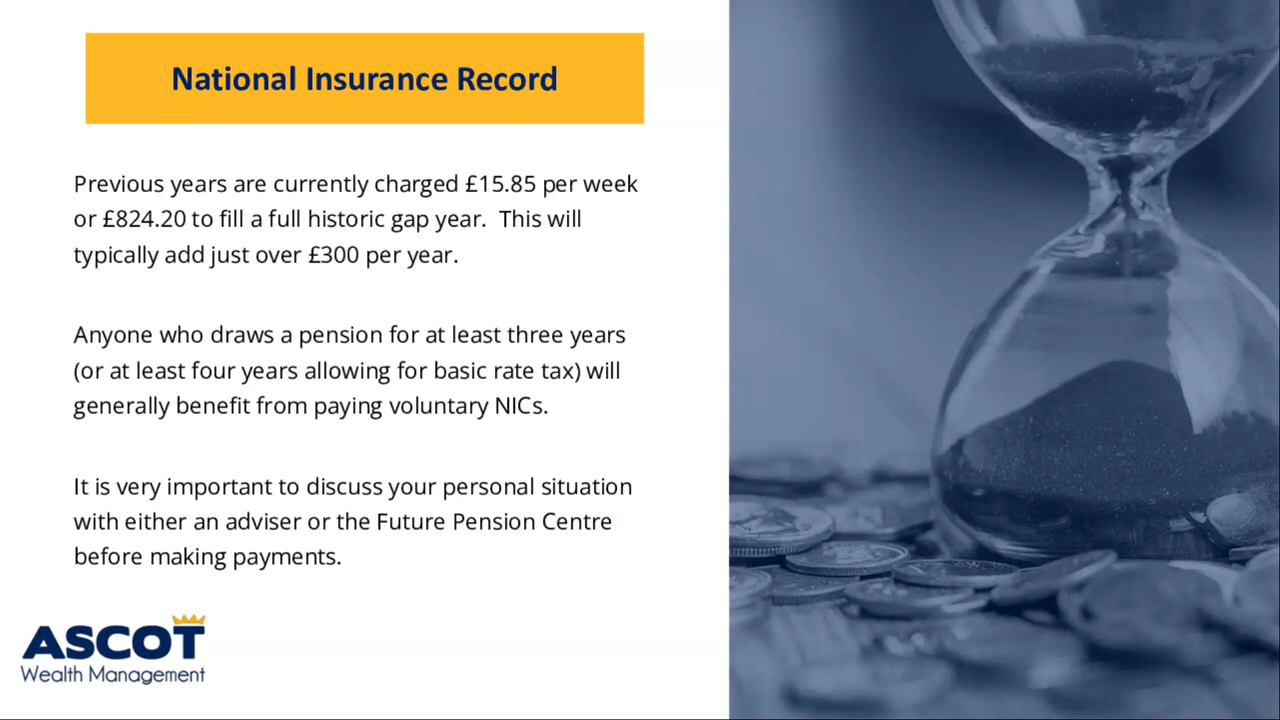 National Insurance Record
Previous years are currently charged £15.85 per week
or £824.20 to fill a full historic gap year.  This will
typically add just over £300 per year.
Anyone who draws a pension for at least three years
(or at least four years allowing for basic rate tax) will
generally benefit from paying voluntary NICs.
It is very important to discuss your personal situation
with either an adviser or the Future Pension Centre
before making payments.
ASCOT
Wealth Management